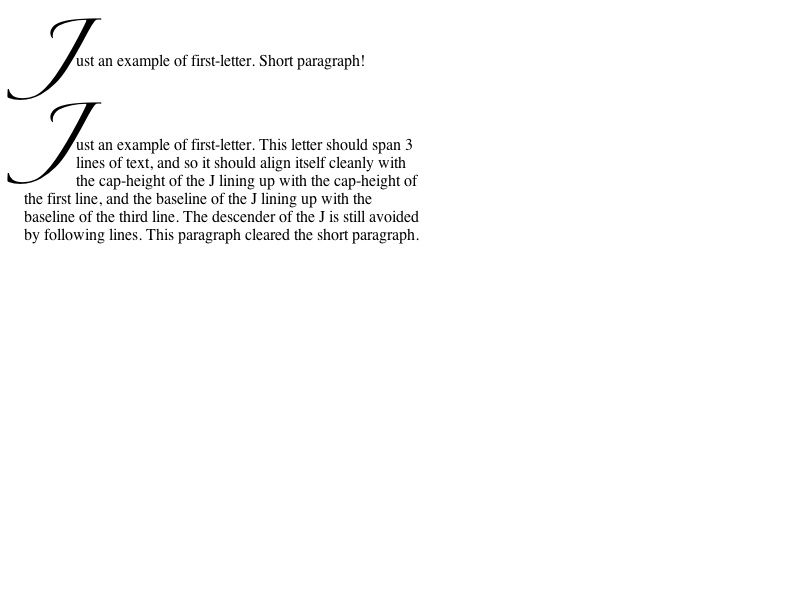 Just an example of first-letter. Short paragraph!
Just an example of first-letter. This letter should span 3
lines of text, and so it should align itself cleanly with
the cap-height of the J lining up with the cap-height of
the first line, and the baseline of the J lining up with the
baseline of the third line. The descender of the J is still avoided
by following lines. This paragraph cleared the short paragraph.